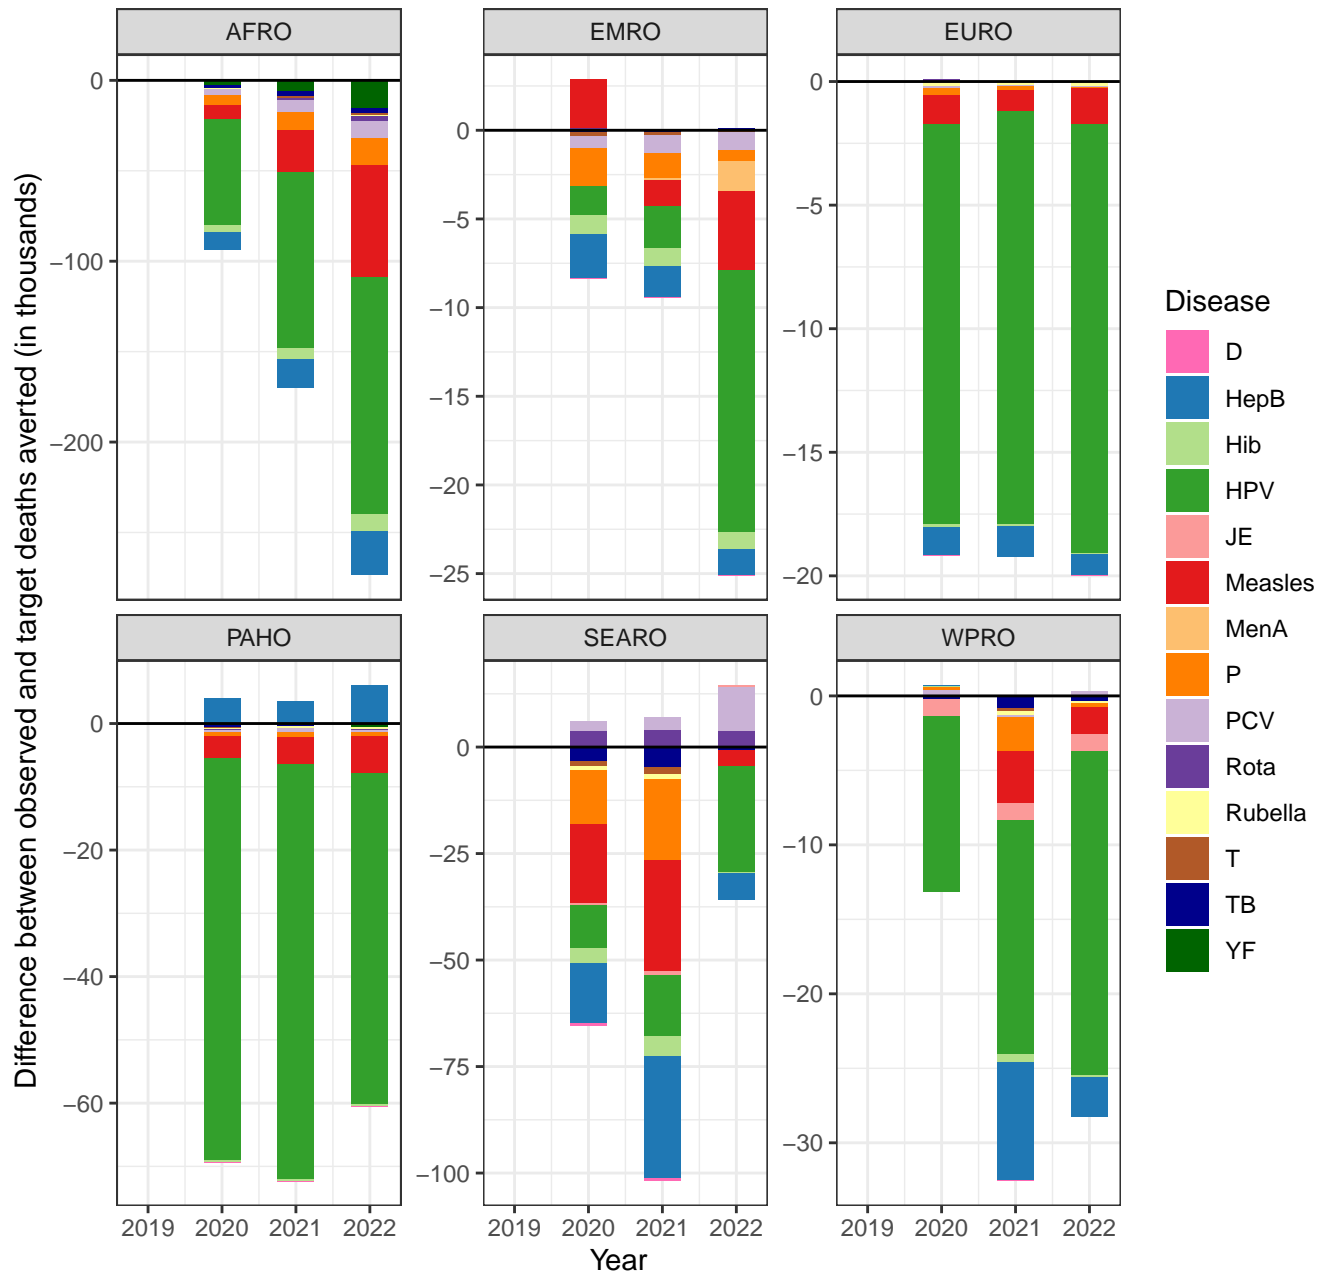 Difference between observed and target deaths averted (in thousands)
AFRO
0
−100
−200
EMRO
0
−5
−10
−15
−20
−25
EURO
0
−5
−10
−15
−20
PAHO
0
−20
−40
−60
2019 2020 2021 2022
SEARO
0
−25
−50
−75
−100
2019 2020 2021 2022
WPRO
0
−10
−20
−30
2019 2020 2021 2022
Year
Disease
D
HepB
Hib
HPV
JE
Measles
MenA
P
PCV
Rota
Rubella
T
TB
YF